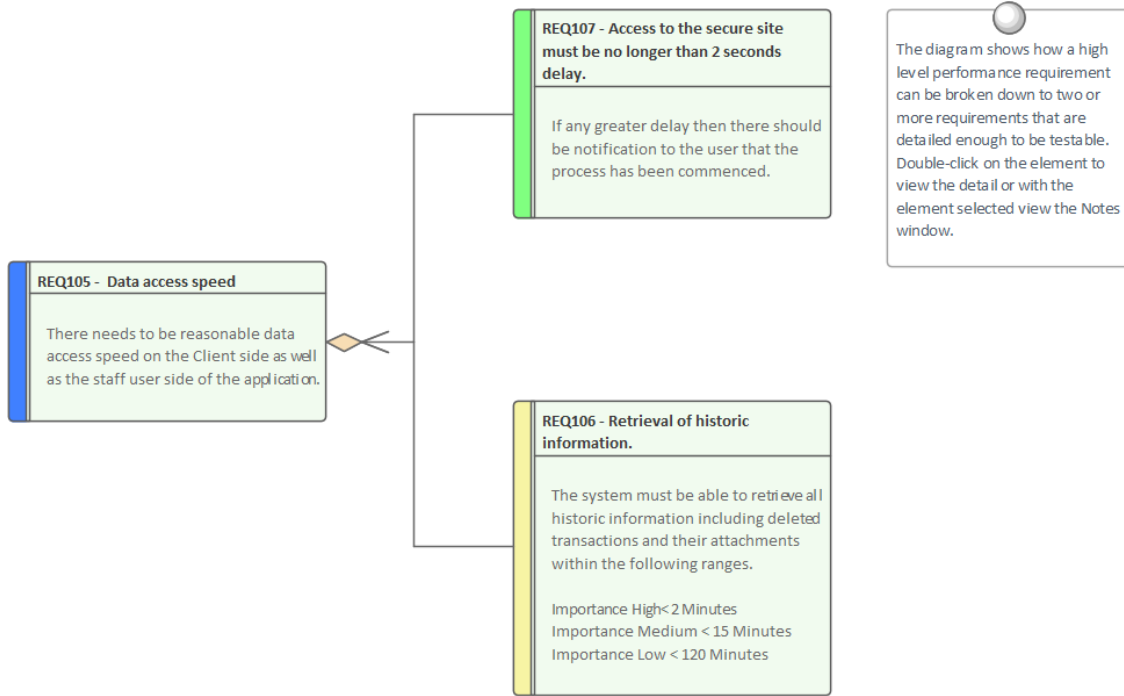 REQ107 - Access to the secure site
must be no longer than 2 seconds
delay.
If any greater delay then there should
be notification to the user that the
process has been commenced.
The diagram shows how a high
level performance requirement
can be broken down to two or
more requirements that are
detailed enough to be testable.
Double-click on the element to
view the detail or with the
element selected view the Notes
window.
REQ105 - Data access speed
There needs to be reasonable data
access speed on the Client side as well
as the staff user side of the application.
REQ106 - Retrieval of historic
information.
The system must be able to retrieve all
historic information including deleted
transactions and their attachments
within the following ranges.
Importance High< 2 Minutes
Importance Medium < 15 Minutes
Importance Low < 120 Minutes